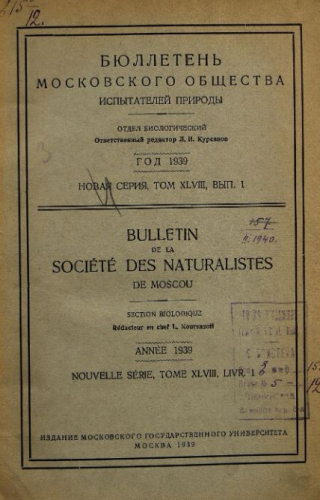 БЮЛЛЕТЕНЬ
МОСКОВСКОГО ОБЩЕСТВА
ИСПЫТАТЕЛЕЙ ПРИРОДЫ
ОТДЕЛ БИОЛОГИЧЕСКИЙ
Ответственный редактор Л. И. Курсанов
ГОД 1939
НОВАЯ СЕРИЯ, ТОМ XLVIII, ВЫП. 1
BULLETIN
DE LA
SOCIÉTÉ DES NATURALISTES
DE MOSCOU
SECTION BIOLOGIQUE
Rédacteur en chef L. Koursanoff
ANNÉE 1939
NOUVELLE SÉRIE, TOME XLVIII, LIVR.
ИЗДАНИЕ МОСКОВСКОГО ГОСУДАРСТВЕННОГО УНИВЕРСИТЕТА
МОСКВА 1939